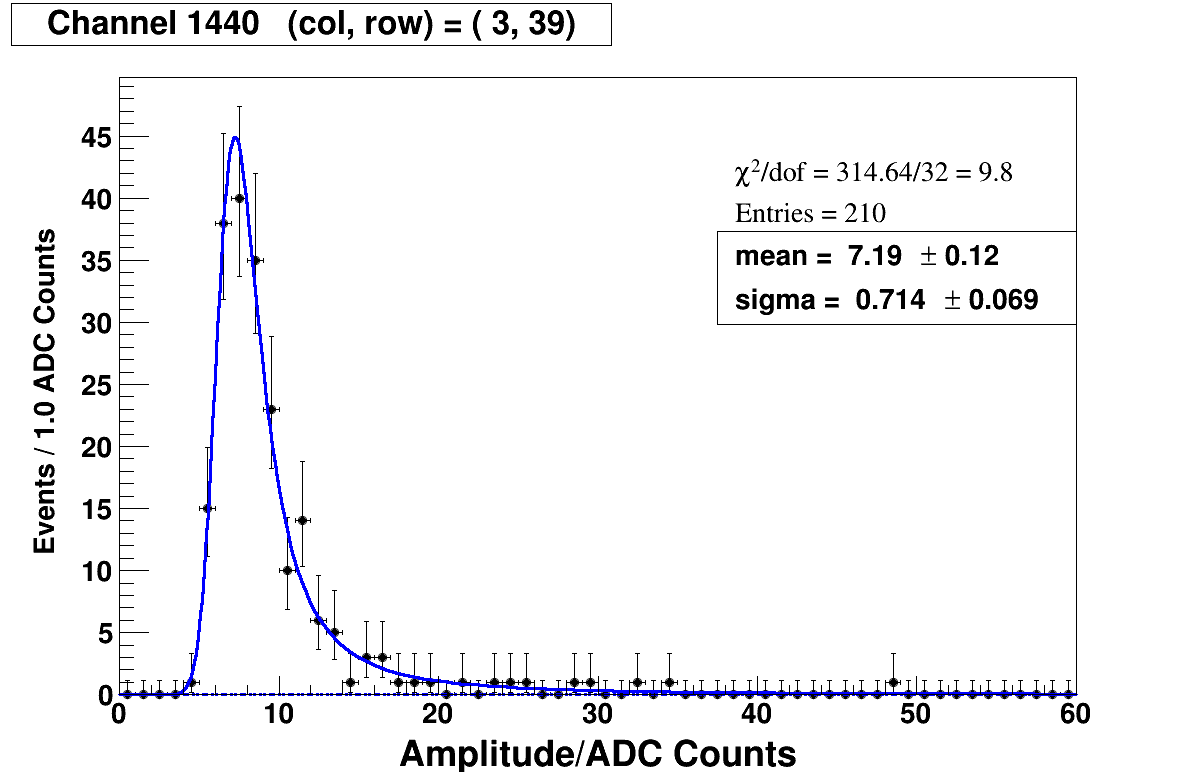 Channel 1440 (col, row) = ( 3, 39)
χ²/dof = 314.64/32 = 9.8
Entries = 210
mean = 7.19 ± 0.12
sigma = 0.714 ± 0.069
Events / 1.0 ADC Counts
45
40
35
30
25
20
15
10
5
0
0 10 20 30 40 50 60
Amplitude/ADC Counts